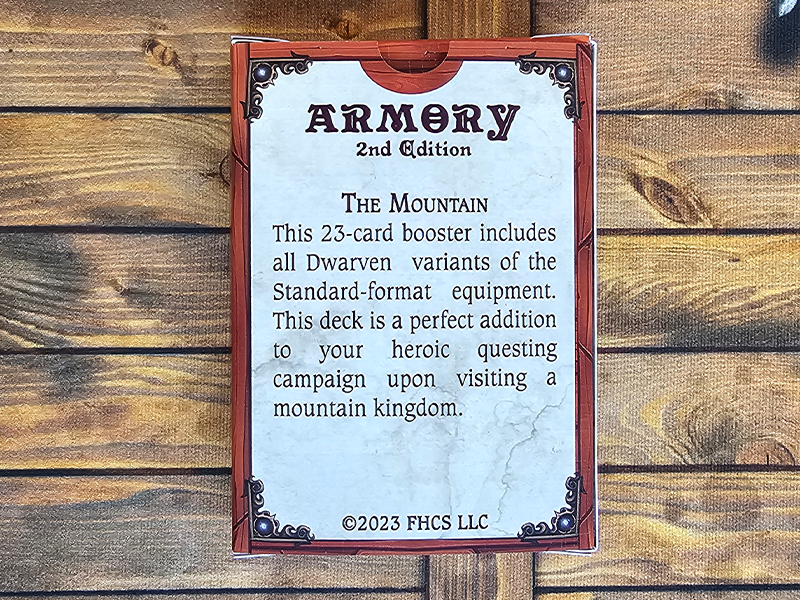 ARMORY
2nd Edition
THE MOUNTAIN
This 23-card booster includes
all Dwarven variants of the
Standard-format equipment.
This deck is a perfect addition
to your heroic questing
campaign upon visiting a
mountain kingdom.
©2023 FHCS LLC